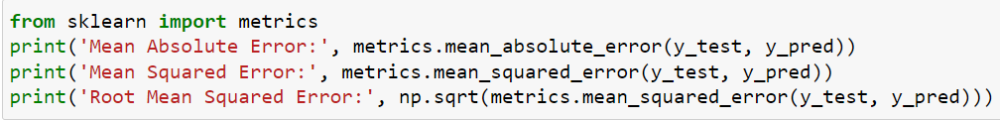 from sklearn import metrics
print('Mean Absolute Error:', metrics.mean_absolute_error(y_test, y_pred))
print('Mean Squared Error:', metrics.mean_squared_error(y_test, y_pred))
print('Root Mean Squared Error:', np.sqrt(metrics.mean_squared_error(y_test, y_pred)))